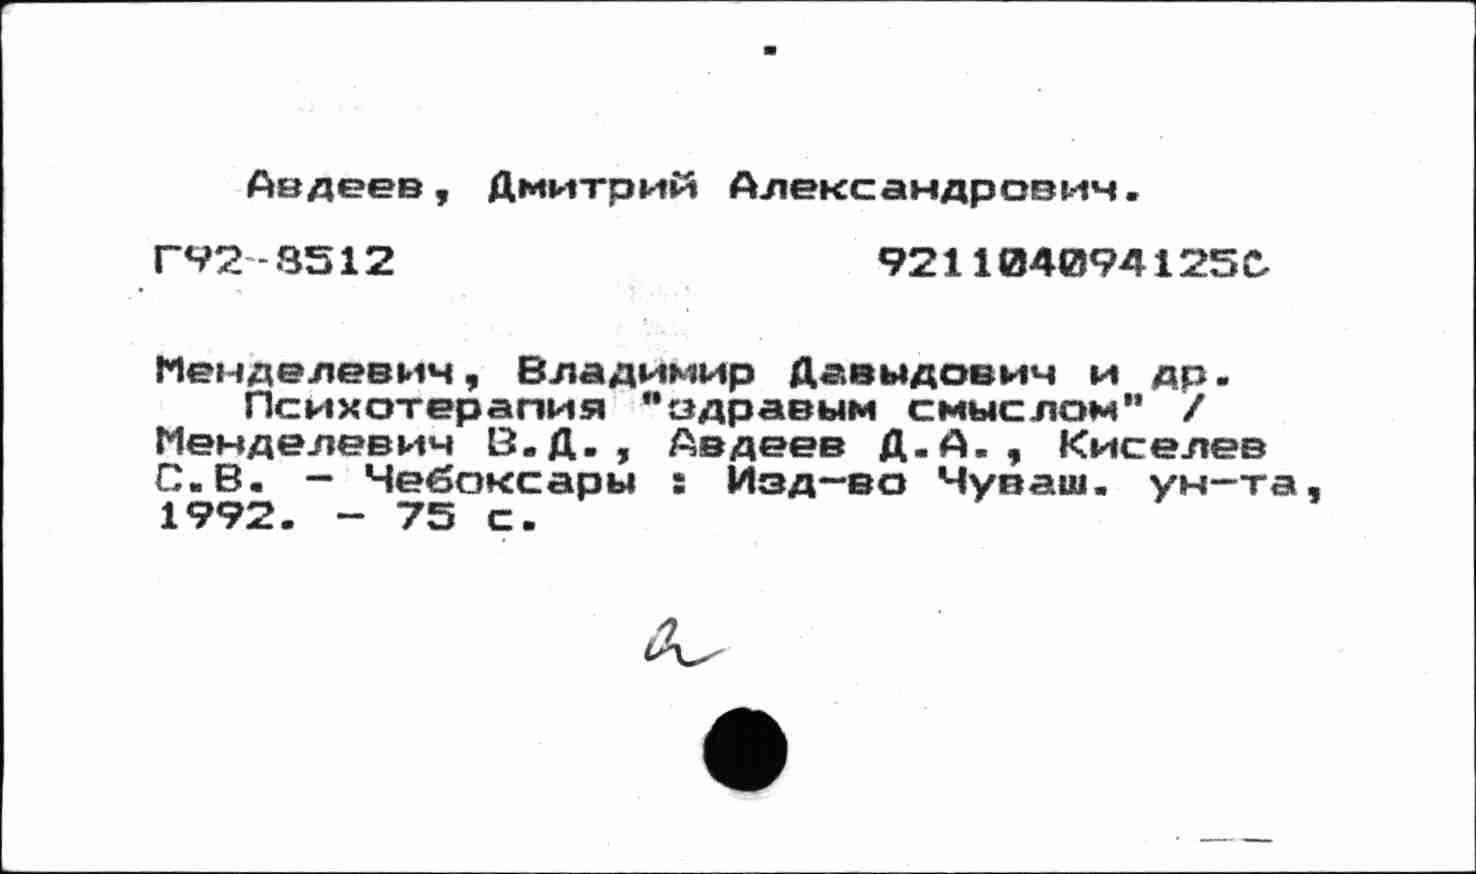 Авдеев, Дмитрий Александрович.
Г92-8512 921104094125С
Менделевич, Владимир Давыдович и др.
Психотерапия "здравым смыслом" /
Менделевич В.Д., Авдеев Д.А., Киселев
С.В. - Чебоксары : Изд-во Чуваш. ун-та,
1992. - 75 с.
а